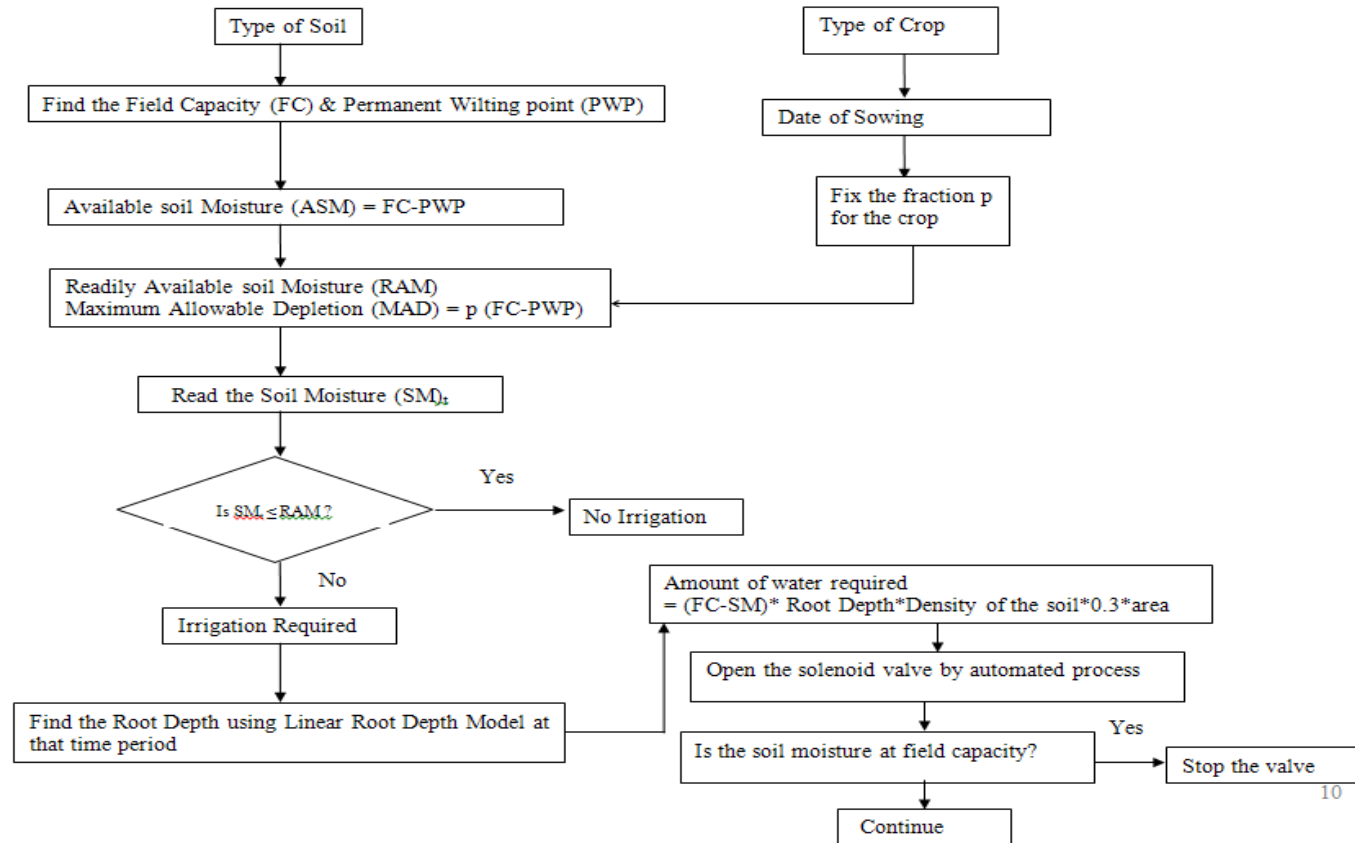 Type of Soil
Type of Crop
Find the Field Capacity (FC) & Permanent Wilting point (PWP)
Date of Sowing
Available soil Moisture (ASM) = FC-PWP
Fix the fraction p
for the crop
Readily Available soil Moisture (RAM)
Maximum Allowable Depletion (MAD) = p (FC-PWP)
Read the Soil Moisture (SM)t
Is SM ≤ RAM ?
Yes
No Irrigation
No
Irrigation Required
Find the Root Depth using Linear Root Depth Model at
that time period
Amount of water required
= (FC-SM)* Root Depth*Density of the soil*0.3*area
Open the solenoid valve by automated process
Is the soil moisture at field capacity?
Yes
Stop the valve
Continue
10